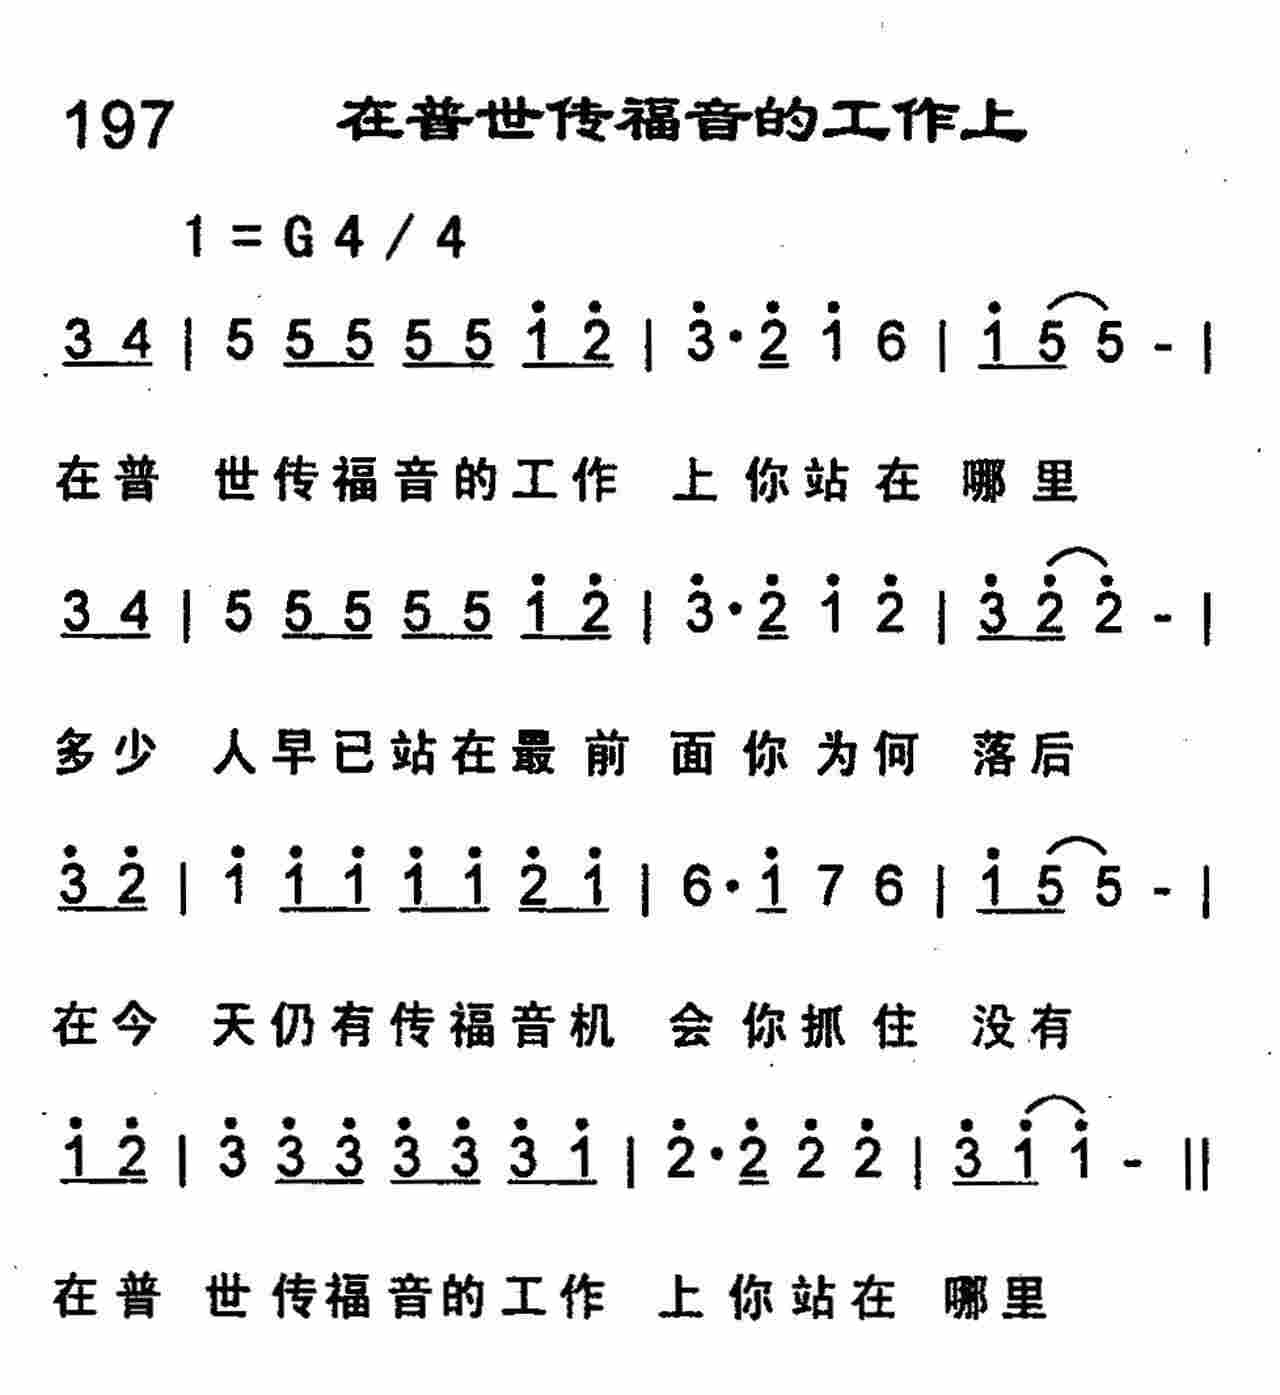 197 在普世传福音的工作上
1 = G 4 / 4
3 4 | 5 5 5 5 5 1̇ 2̇ | 3̇ · 2̇ 1̇ 6 | 1̇ 5 5 - |
在普 世传福音的工作 上你站在 哪里
3 4 | 5 5 5 5 5 1̇ 2̇ | 3̇ · 2̇ 1̇ 2̇ | 3̇ 2̇ 2̇ - |
多少 人早已站在最前 面你为何 落后
3̇ 2̇ | 1̇ 1̇ 1̇ 1̇ 1̇ 2̇ 1̇ | 6 · 1̇ 7 6 | 1̇ 5 5 - |
在今 天仍有传福音机 会你抓住 没有
1̇ 2̇ | 3̇ 3̇ 3̇ 3̇ 3̇ 3̇ 1̇ | 2̇ · 2̇ 2̇ 2̇ | 3̇ 1̇ 1̇ - ||
在普 世传福音的工作 上你站在 哪里